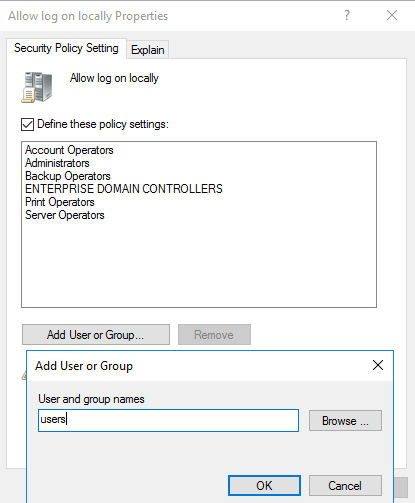 Allow log on locally Properties
Security Policy Setting
Explain
Allow log on locally
Define these policy settings:
Account Operators
Administrators
Backup Operators
ENTERPRISE DOMAIN CONTROLLERS
Print Operators
Server Operators
Add User or Group...
Remove
Add User or Group
User and group names
users
Browse ...
OK
Cancel